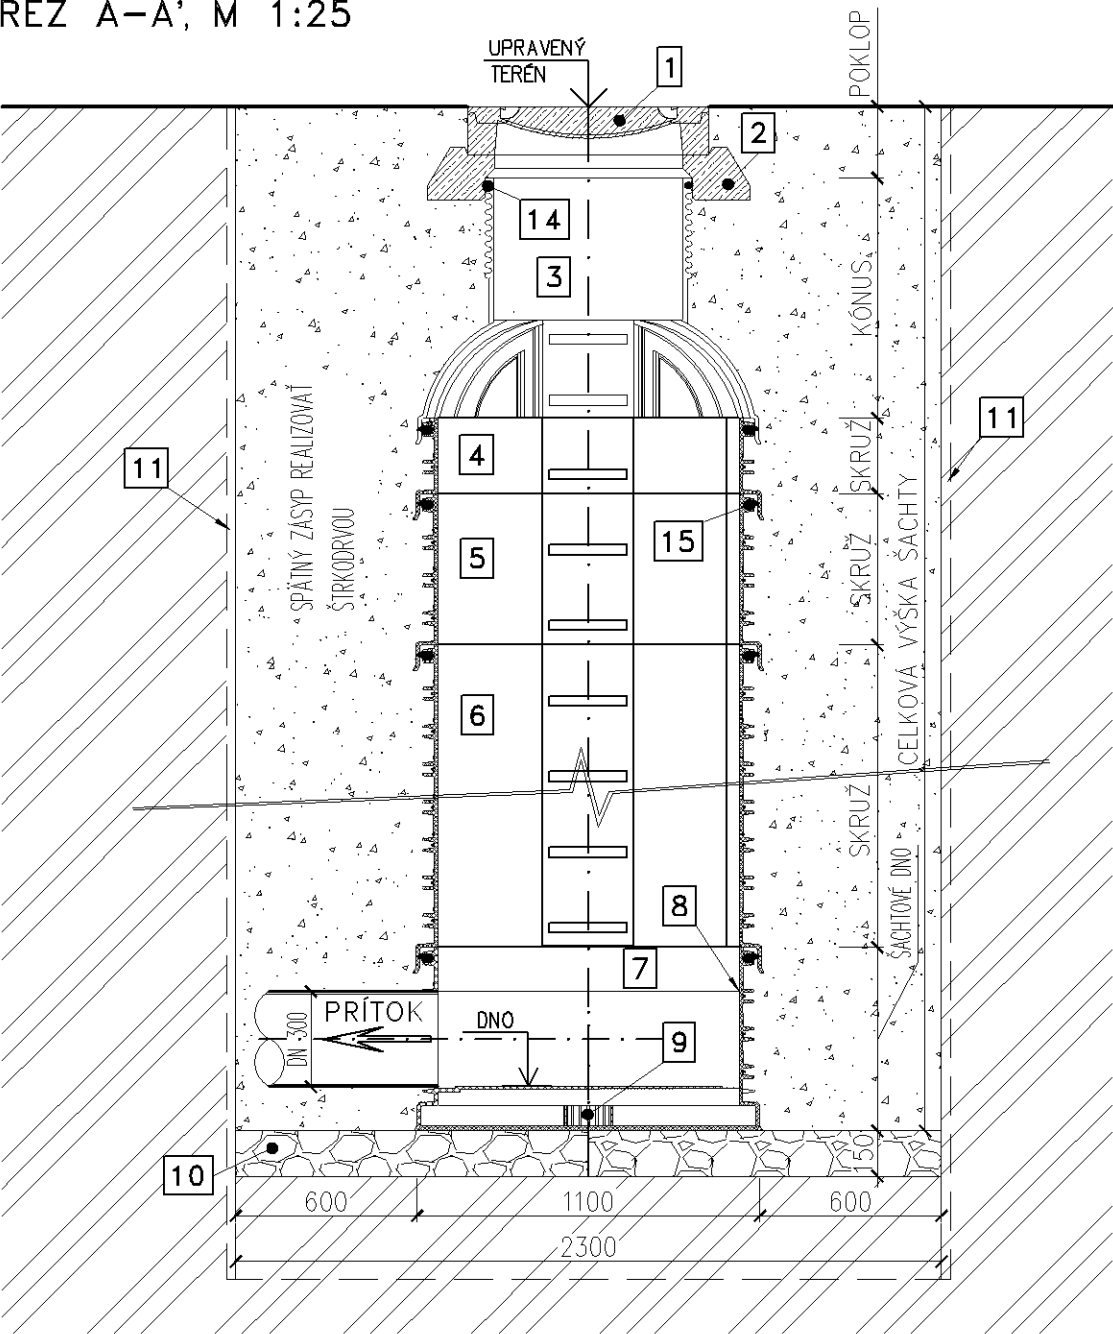 REZ A-A', M 1:25
UPRAVENÝ
TERÉN
1
POKLOP
2
14
3
KÓNUS
11
11
4
SKRUŽ
SPÄTNÝ ZÁSYP REALIZOVAŤ
ŠTRKODRVOU
5
15
SKRUŽ
CELKOVÁ VÝŠKA ŠACHTY
6
SKRUŽ
ŠACHTOVÉ DNO
8
7
PRÍTOK
DN 300
DNO
9
10
150
600
1100
600
2300